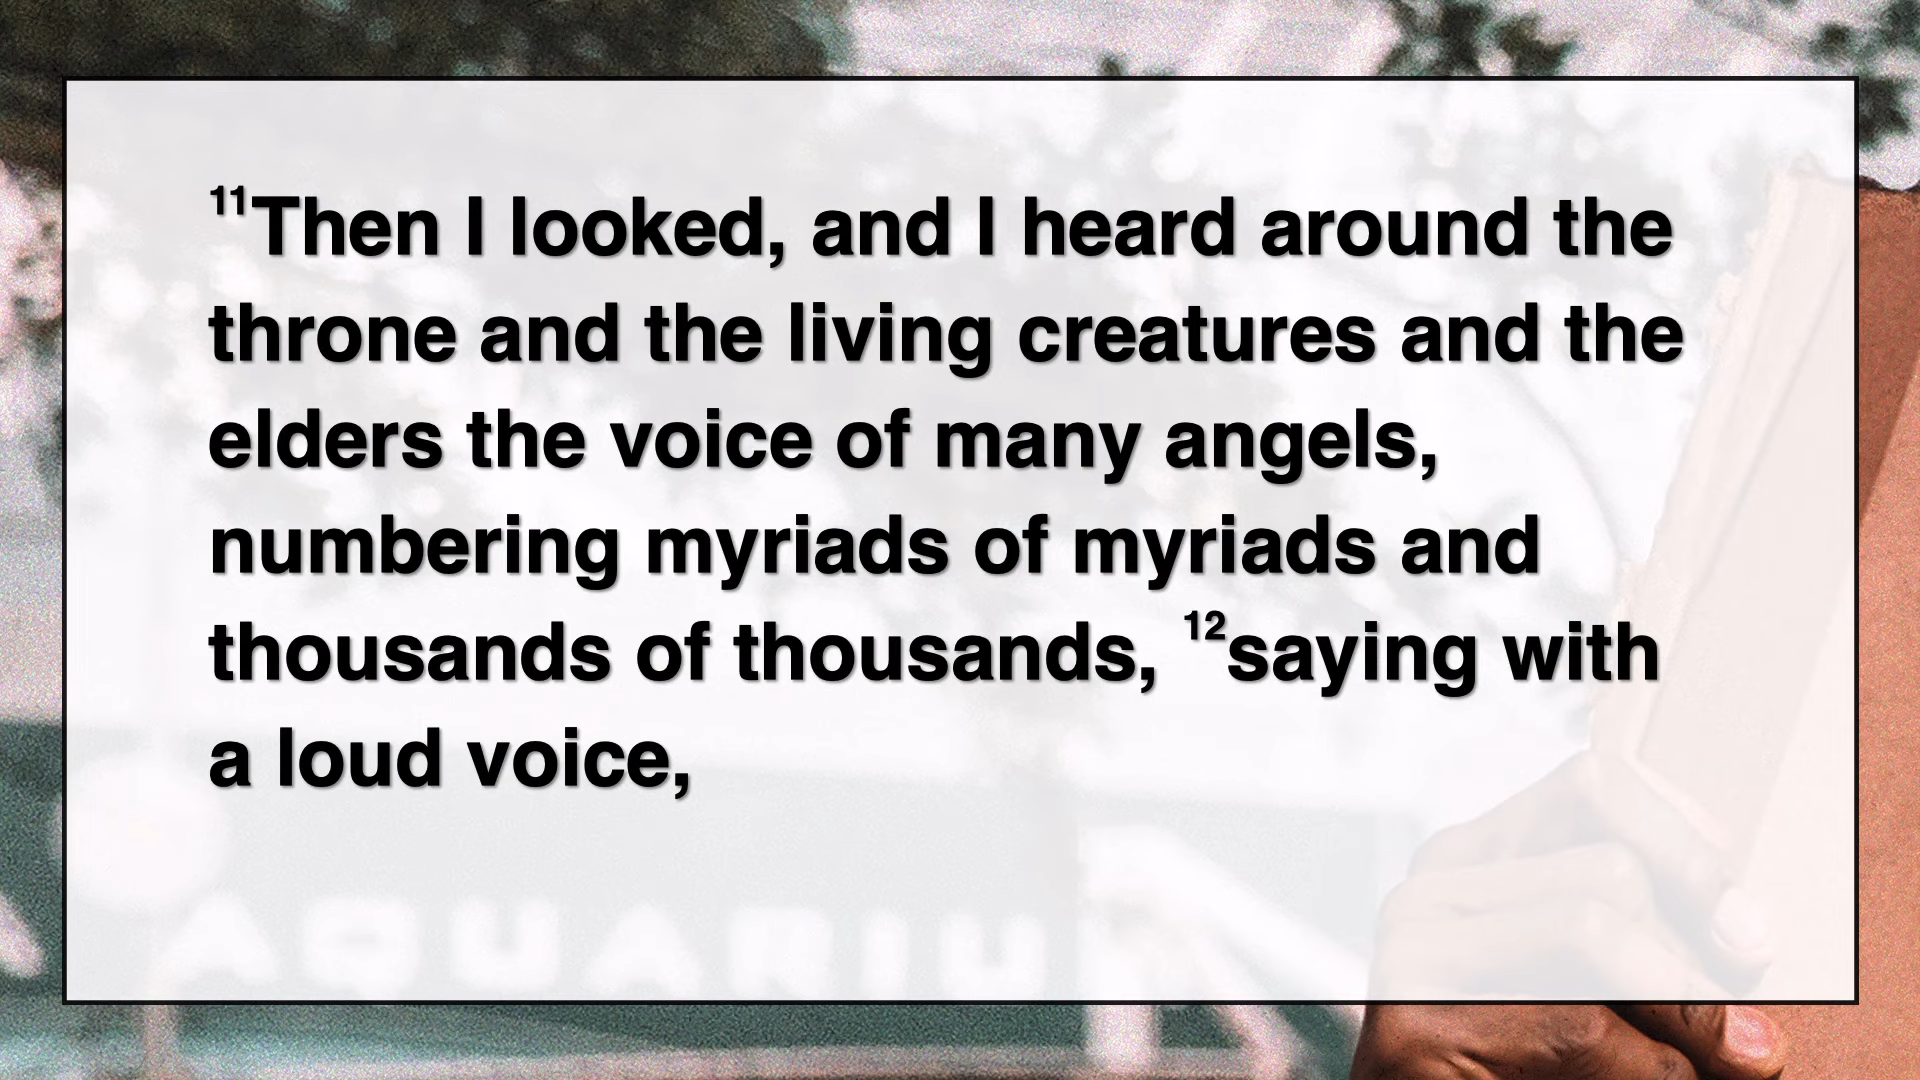 ¹¹Then I looked, and I heard around the
throne and the living creatures and the
elders the voice of many angels,
numbering myriads of myriads and
thousands of thousands, ¹²saying with
a loud voice,
AQUARIU